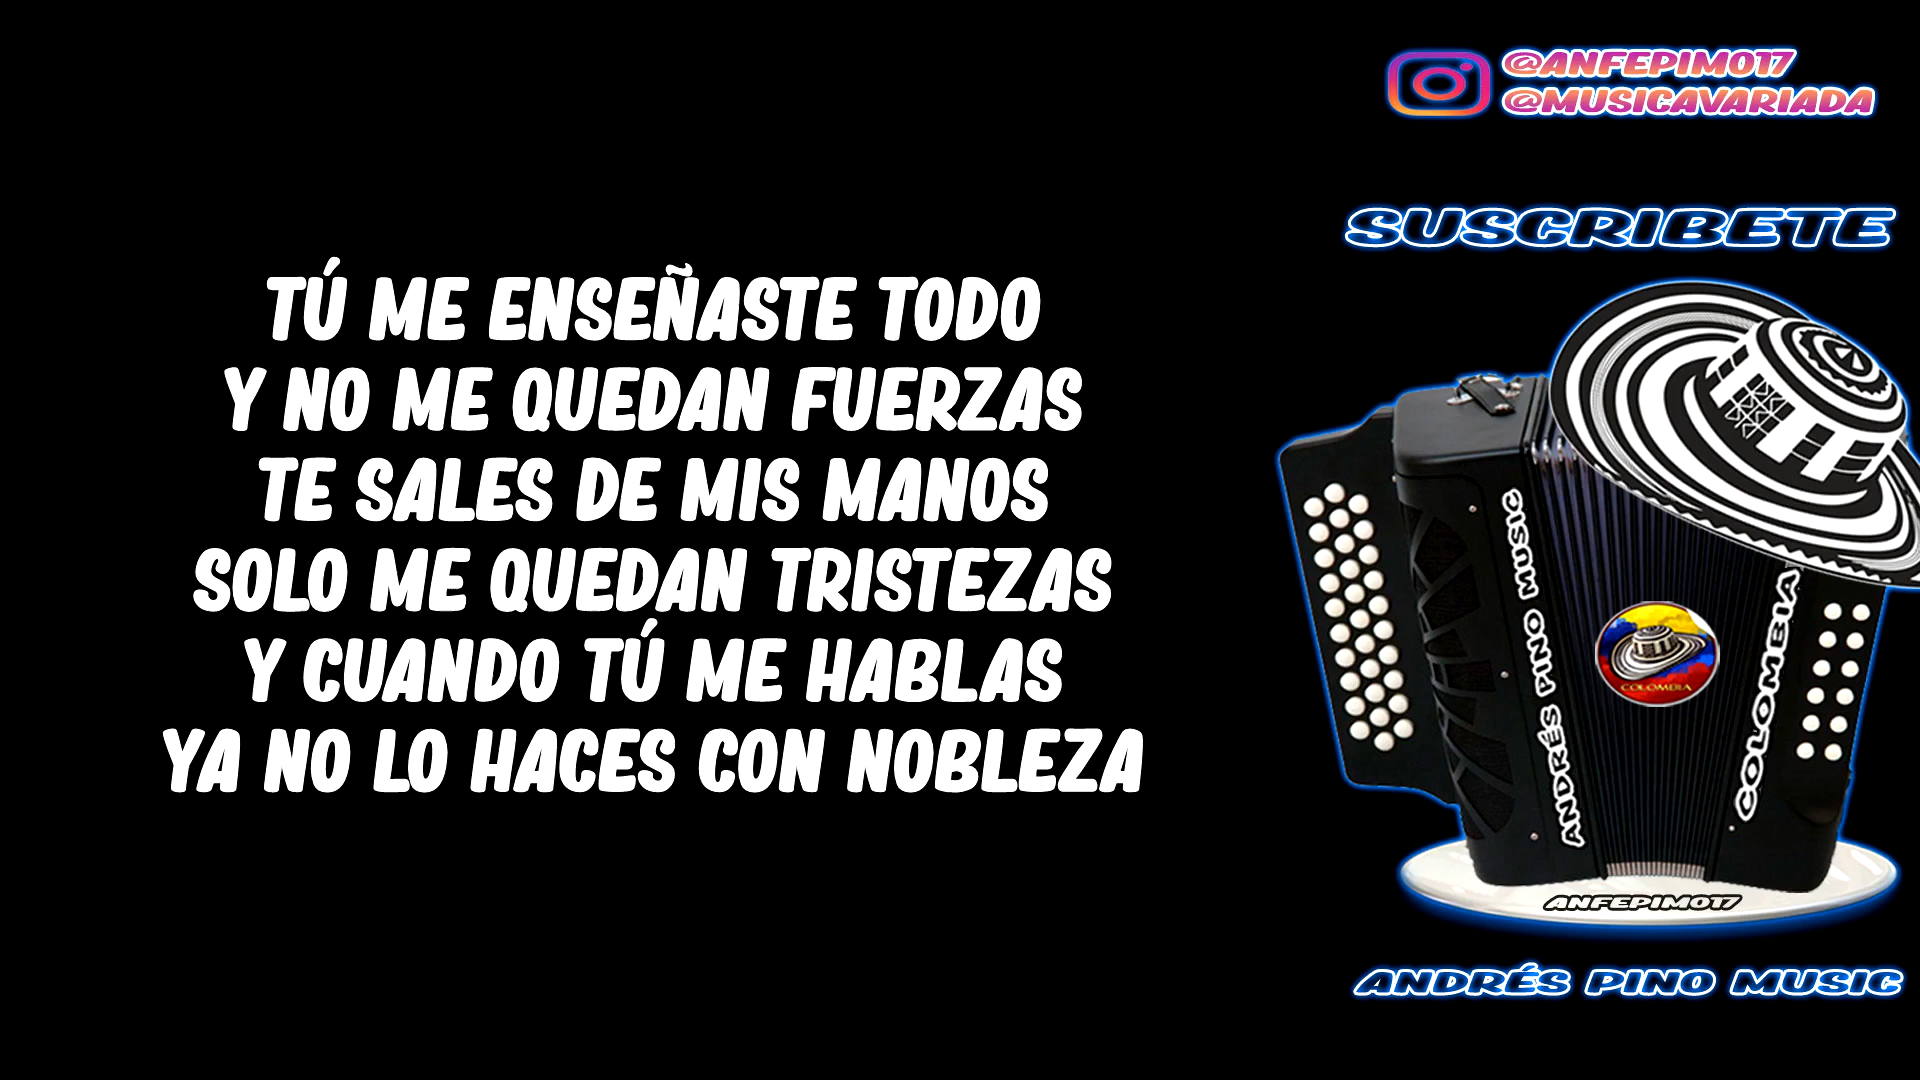 @ANFEPIMO17
@MUSICAVARIADA
SUSCRIBETE
TÚ ME ENSEÑASTE TODO
Y NO ME QUEDAN FUERZAS
TE SALES DE MIS MANOS
SOLO ME QUEDAN TRISTEZAS
Y CUANDO TÚ ME HABLAS
YA NO LO HACES CON NOBLEZA
ANDRÉS PINO MUSIC
COLOMBIA
COLOMBIA
ANFEPIMO17
ANDRÉS PINO MUSIC